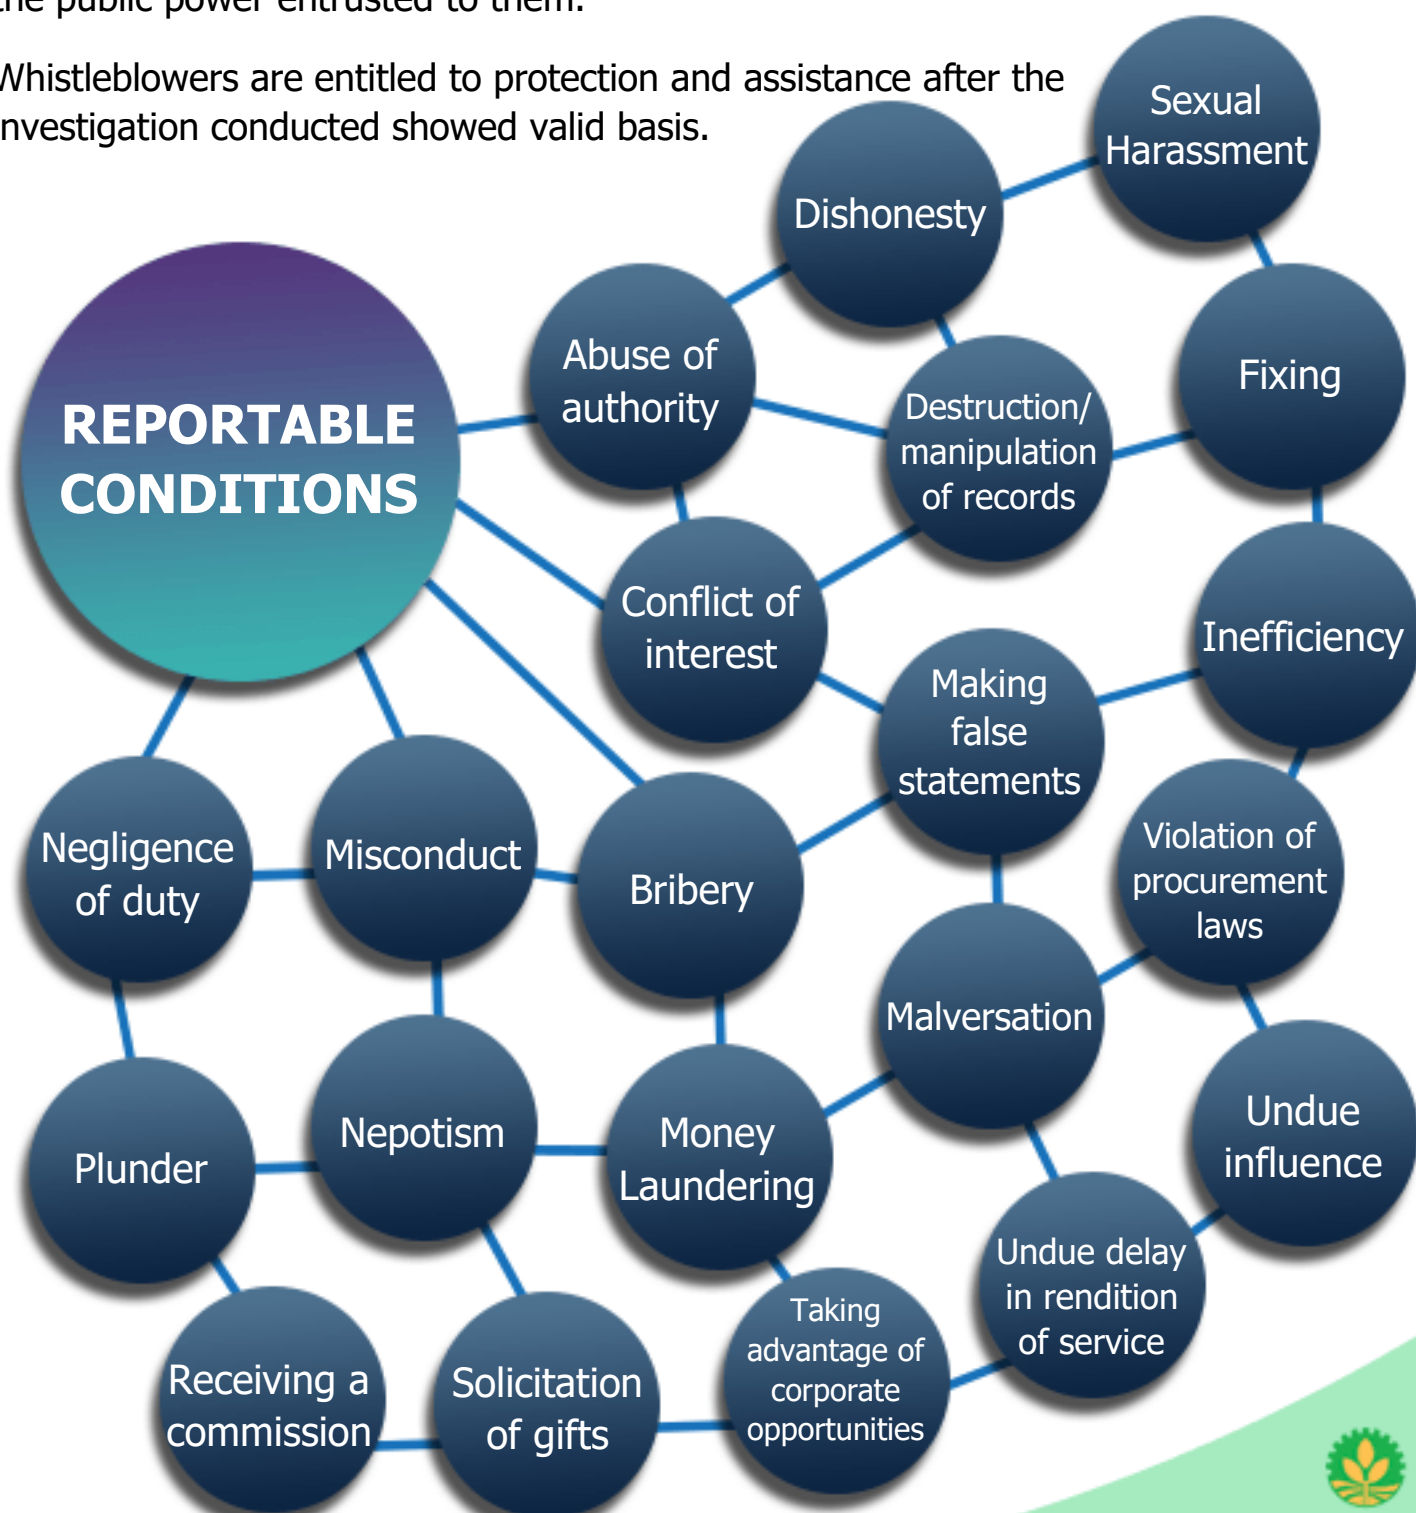 the public power entrusted to them.
Whistleblowers are entitled to protection and assistance after the
investigation conducted showed valid basis.
Sexual
Harassment
Dishonesty
Abuse of
authority
Fixing
Destruction/
manipulation
of records
REPORTABLE
CONDITIONS
Conflict of
interest
Inefficiency
Making
false
statements
Negligence
of duty
Misconduct
Bribery
Violation of
procurement
laws
Malversation
Plunder
Nepotism
Money
Laundering
Undue
influence
Undue delay
in rendition
of service
Receiving a
commission
Solicitation
of gifts
Taking
advantage of
corporate
opportunities